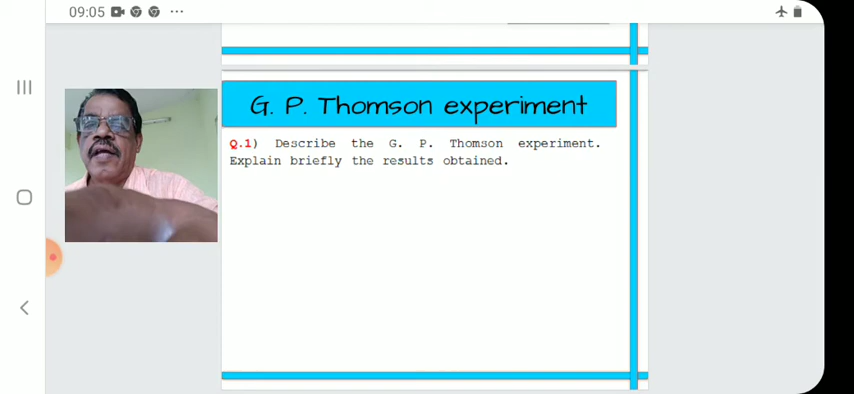 09:05
G. P. Thomson experiment
Q.1) Describe the G. P. Thomson experiment.
Explain briefly the results obtained.